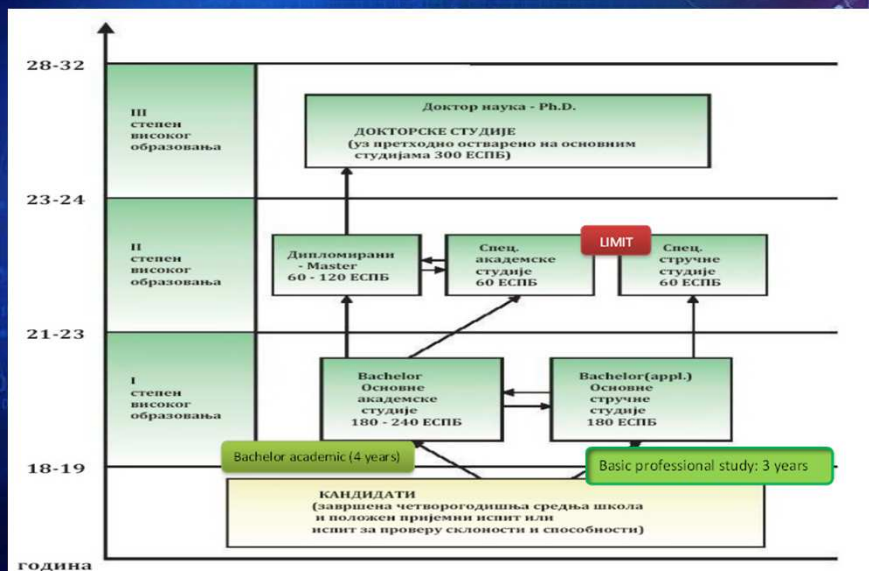 28-32
III
степен
високог
образовања
Доктор наука - Ph.D.
ДОКТОРСКЕ СТУДИЈЕ
(уз претходно остварено на основним
студијама 300 ЕСПБ)
23-24
II
степен
високог
образовања
Дипломирани
- Master
60 - 120 ЕСПБ
Спец.
академске
студије
60 ЕСПБ
LIMIT
Спец.
стручне
студије
60 ЕСПБ
21-23
I
степен
високог
образовања
Bachelor
Основне
академске
студије
180 - 240 ЕСПБ
Bachelor(appl.)
Основне
стручне
студије
180 ЕСПБ
Bachelor academic (4 years)
Basic professional study: 3 years
18-19
КАНДИДАТИ
(завршена четворогодишња средња школа
и положен пријемни испит или
испит за проверу склоности и способности)
година